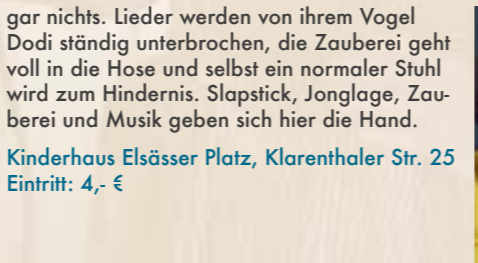 gar nichts. Lieder werden von ihrem Vogel
Dodi ständig unterbrochen, die Zauberei geht
voll in die Hose und selbst ein normaler Stuhl
wird zum Hindernis. Slapstick, Jonglage, Zau-
berei und Musik geben sich hier die Hand.
Kinderhaus Elsässer Platz, Klarenthaler Str. 25
Eintritt: 4,- €